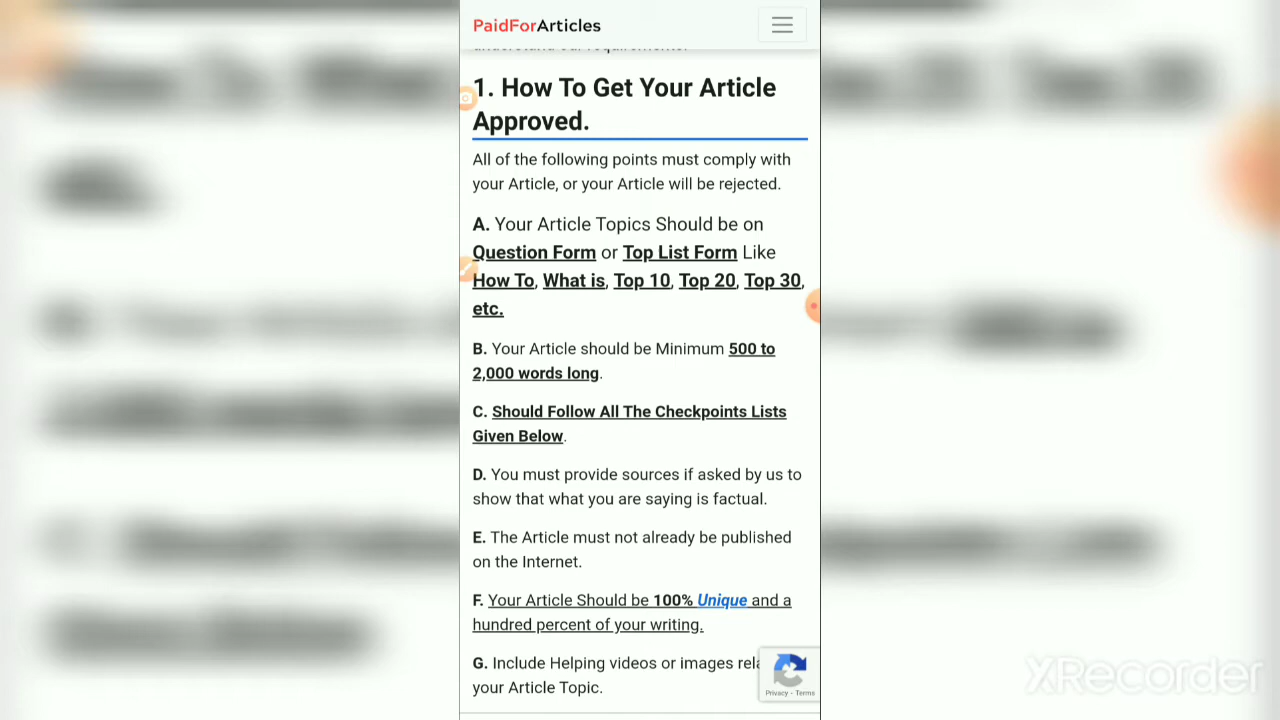 PaidForArticles
understand our requirements.
1. How To Get Your Article
Approved.
All of the following points must comply with
your Article, or your Article will be rejected.
A. Your Article Topics Should be on
Question Form or Top List Form Like
How To, What is, Top 10, Top 20, Top 30,
etc.
B. Your Article should be Minimum 500 to
2,000 words long.
C. Should Follow All The Checkpoints Lists
Given Below.
D. You must provide sources if asked by us to
show that what you are saying is factual.
E. The Article must not already be published
on the Internet.
F. Your Article Should be 100% Unique and a
hundred percent of your writing.
G. Include Helping videos or images rela
your Article Topic.
Privacy - Terms
XRecorder